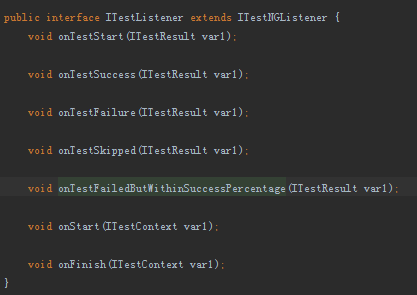 public interface ITestListener extends ITestNGListener {
void onTestStart(ITestResult var1);
void onTestSuccess(ITestResult var1);
void onTestFailure(ITestResult var1);
void onTestSkipped(ITestResult var1);
void onTestFailedButWithinSuccessPercentage(ITestResult var1);
void onStart(ITestContext var1);
void onFinish(ITestContext var1);
}